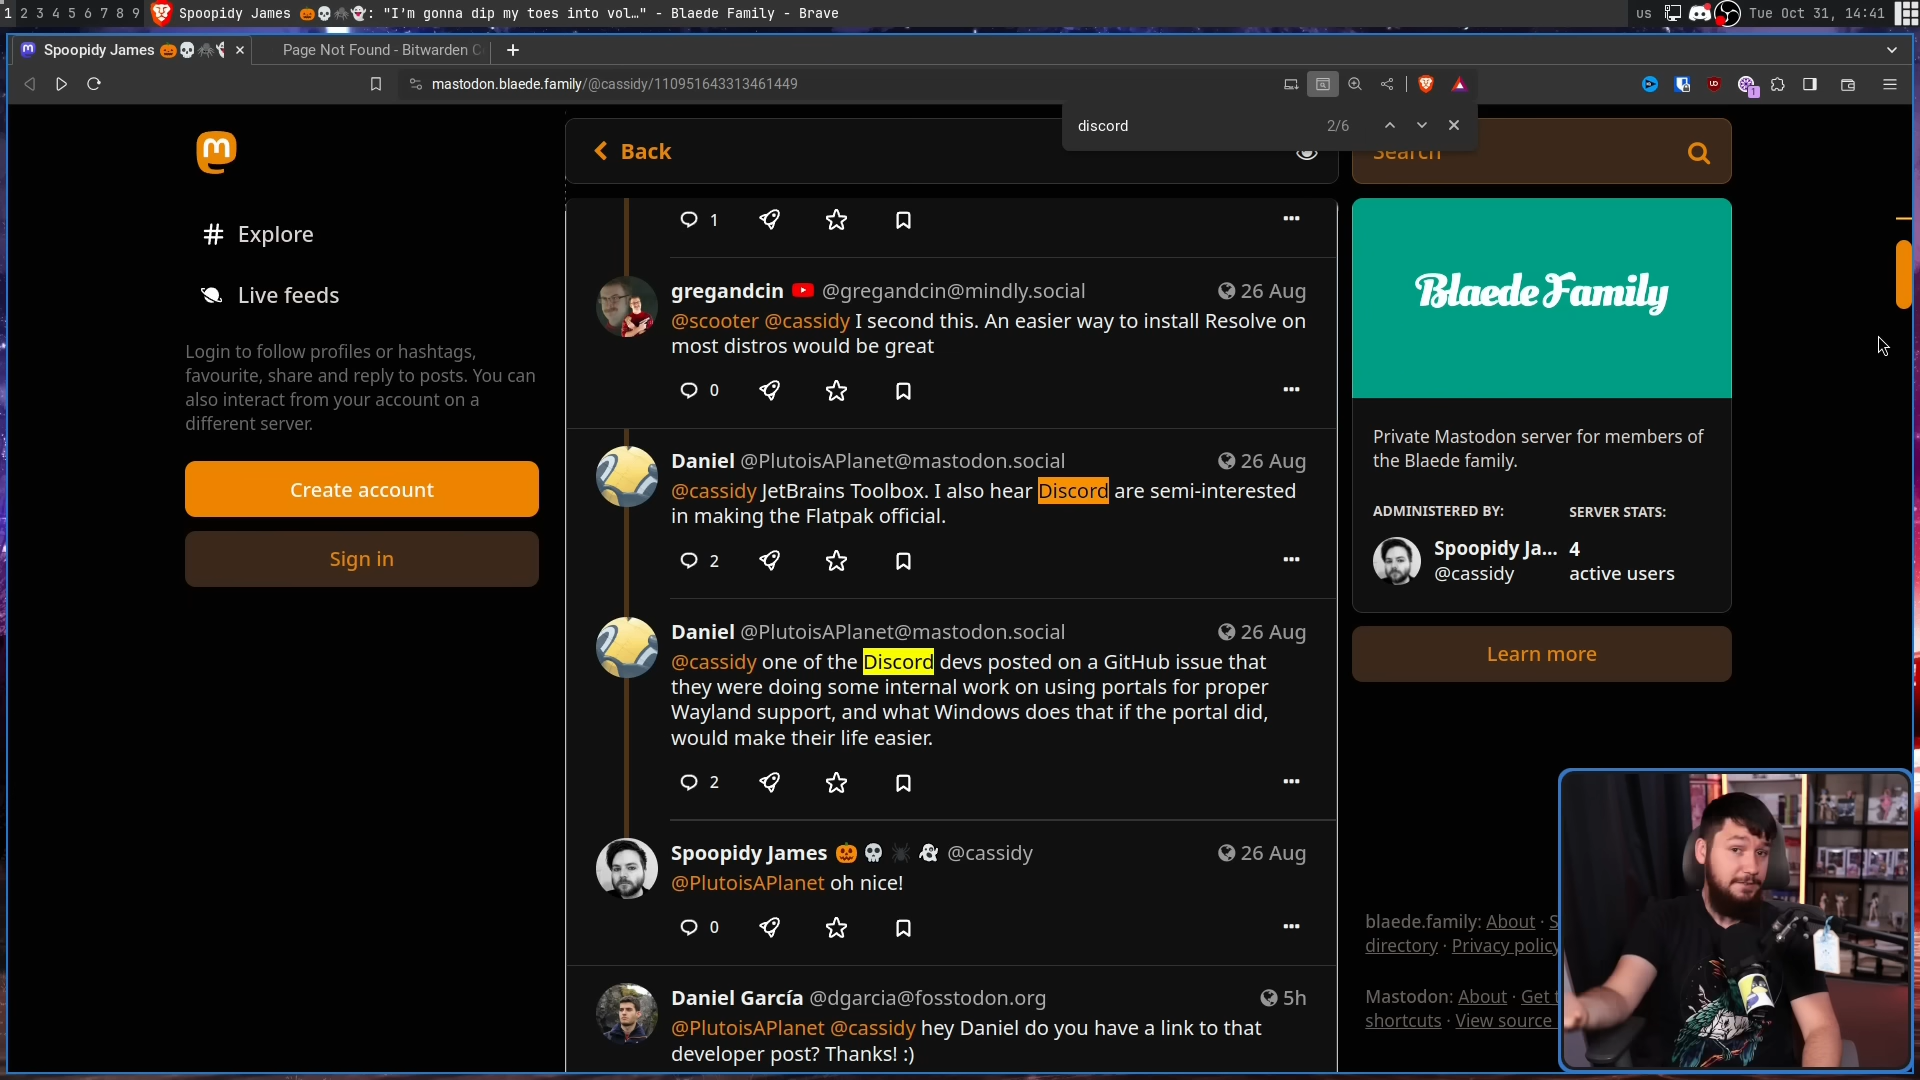 1 2 3 4 5 6 7 8 9
Spoopidy James 🎃💀🕷👻: "I'm gonna dip my toes into vol…" - Blaede Family - Brave
us
Tue Oct 31, 14:41
Spoopidy James 🎃💀🕷
Page Not Found - Bitwarden C
mastodon.blaede.family/@cassidy/110951643313461449
1
discord
2/6
Back
Search
Explore
Live feeds
Login to follow profiles or hashtags,
favourite, share and reply to posts. You can
also interact from your account on a
different server.
Create account
Sign in
1
gregandcin @gregandcin@mindly.social
26 Aug
@scooter @cassidy I second this. An easier way to install Resolve on
most distros would be great
0
Daniel @PlutoisAPlanet@mastodon.social
26 Aug
@cassidy JetBrains Toolbox. I also hear Discord are semi-interested
in making the Flatpak official.
2
Daniel @PlutoisAPlanet@mastodon.social
26 Aug
@cassidy one of the Discord devs posted on a GitHub issue that
they were doing some internal work on using portals for proper
Wayland support, and what Windows does that if the portal did,
would make their life easier.
2
Spoopidy James 🎃 💀 🕷 👻 @cassidy
26 Aug
@PlutoisAPlanet oh nice!
0
Daniel García @dgarcia@fosstodon.org
5h
@PlutoisAPlanet @cassidy hey Daniel do you have a link to that
developer post? Thanks! :)
Blaede Family
Private Mastodon server for members of
the Blaede family.
ADMINISTERED BY:
Spoopidy Ja...
@cassidy
SERVER STATS:
4
active users
Learn more
blaede.family: About · S
directory · Privacy policy
Mastodon: About · Get t
shortcuts · View source